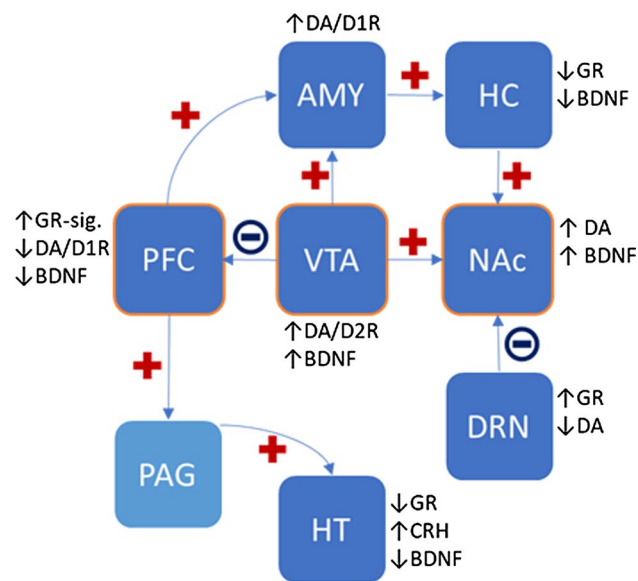 ↑DA/D1R
AMY
HC
↓GR
↓BDNF
↑GR-sig.
↓DA/D1R
↓BDNF
PFC
VTA
NAc
↑ DA
↑ BDNF
↑DA/D2R
↑BDNF
DRN
↑GR
↓DA
PAG
HT
↓GR
↑CRH
↓BDNF